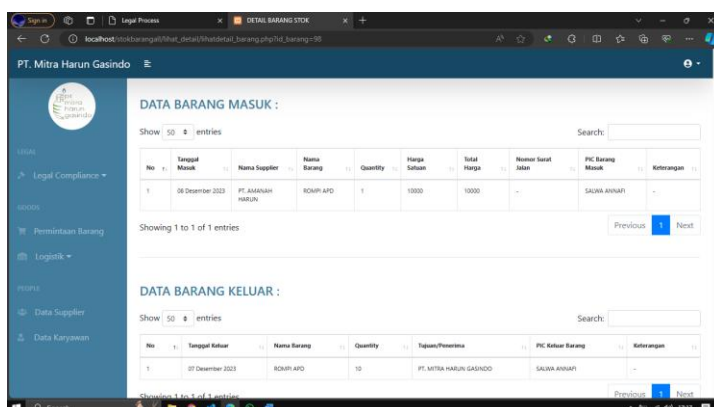 Sign in
Legal Process
DETAIL BARANG STOK
localhost/stokbarangall/lihat_detail/lihatdetail_barang.php?id_barang=98
PT. Mitra Harun Gasindo
mitra
harun
gasindo
DATA BARANG MASUK :
Show 50 entries
Search:
No Tanggal Masuk Nama Supplier Nama Barang Quantity Harga Satuan Total Harga Nomor Surat Jalan PIC Barang Masuk Keterangan
1 06 Desember 2023 PT. AMANAH HARUN ROMPI APD 1 10000 10000 - SALWA ANNAFI -
Showing 1 to 1 of 1 entries
Previous 1 Next
LEGAL
Legal Compliance
GOODS
Permintaan Barang
Logistik
PEOPLE
Data Supplier
Data Karyawan
DATA BARANG KELUAR :
Show 50 entries
Search:
No Tanggal Keluar Nama Barang Quantity Tujuan/Penerima PIC Keluar Barang Keterangan
1 07 Desember 2023 ROMPI APD 10 PT. MITRA HARUN GASINDO SALWA ANNAFI -
Showing 1 to 1 of 1 entries
Previous 1 Next